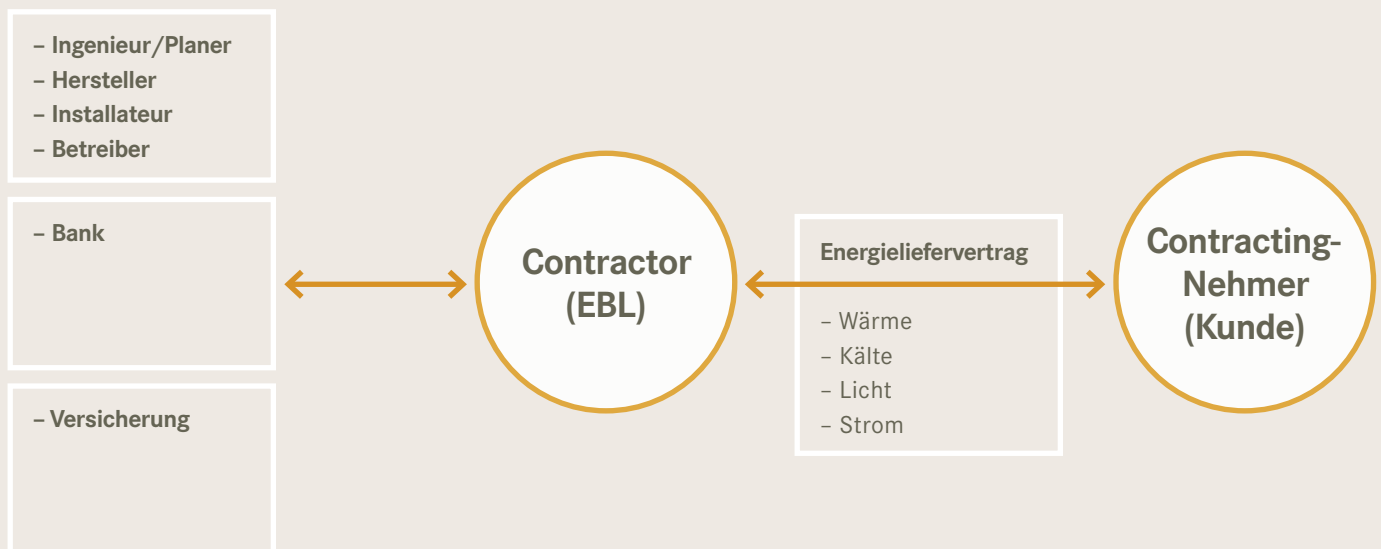 – Ingenieur/Planer
– Hersteller
– Installateur
– Betreiber
– Bank
– Versicherung
Contractor
(EBL)
Energieliefervertrag
– Wärme
– Kälte
– Licht
– Strom
Contracting-
Nehmer
(Kunde)